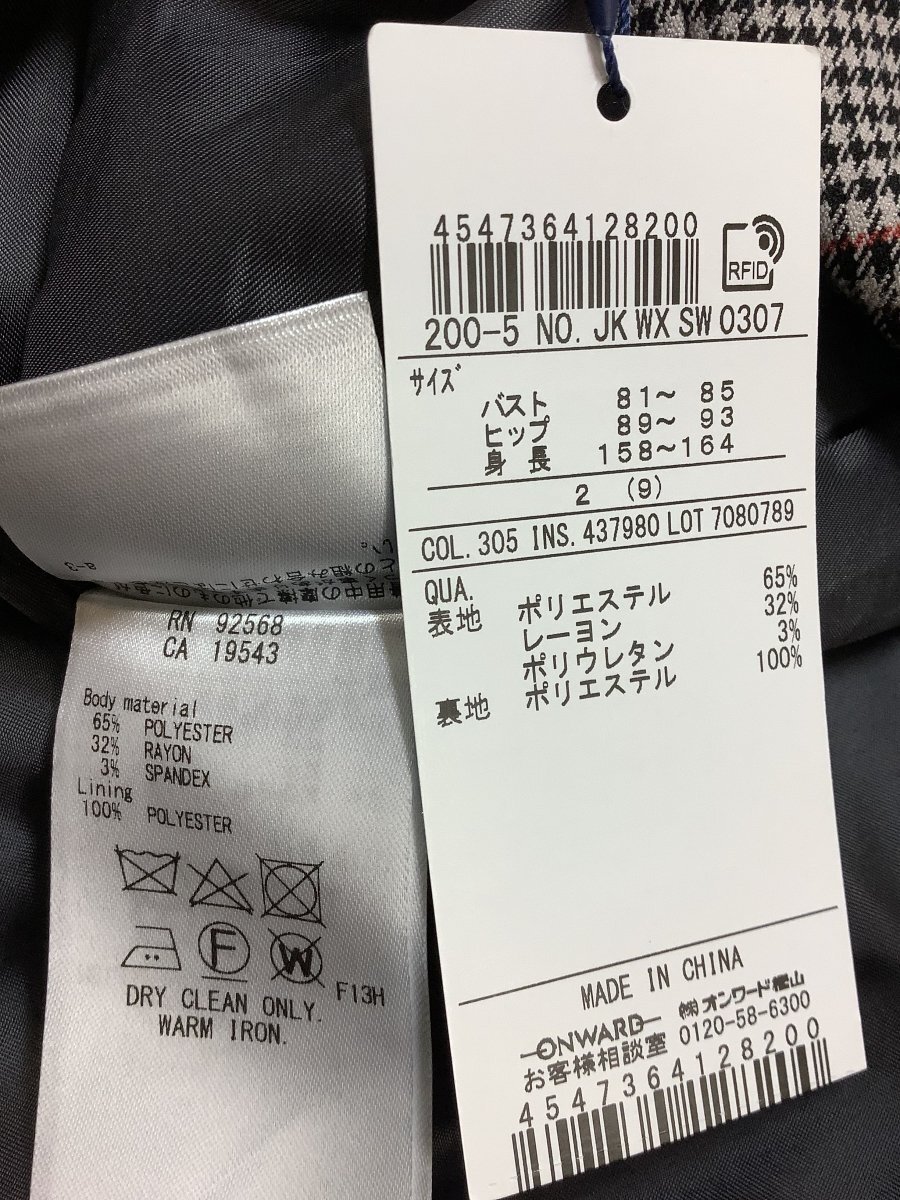 4547364128200
RFID
200-5 NO. JK WX SW 0307
サイズ
バスト 81～ 85
ヒップ 89～ 93
身 長 158～164
2 (9)
COL. 305 INS. 437980 LOT 7080789
QUA.
表地 ポリエステル 65%
レーヨン 32%
ポリウレタン 3%
裏地 ポリエステル 100%
MADE IN CHINA
ONWARD ㈱オンワード樫山
お客様相談室 0120-58-6300
4547364128200
い。
a-3
RN 92568
CA 19543
Body material
65% POLYESTER
32% RAYON
3% SPANDEX
Lining
100% POLYESTER
F
W
F13H
DRY CLEAN ONLY.
WARM IRON.